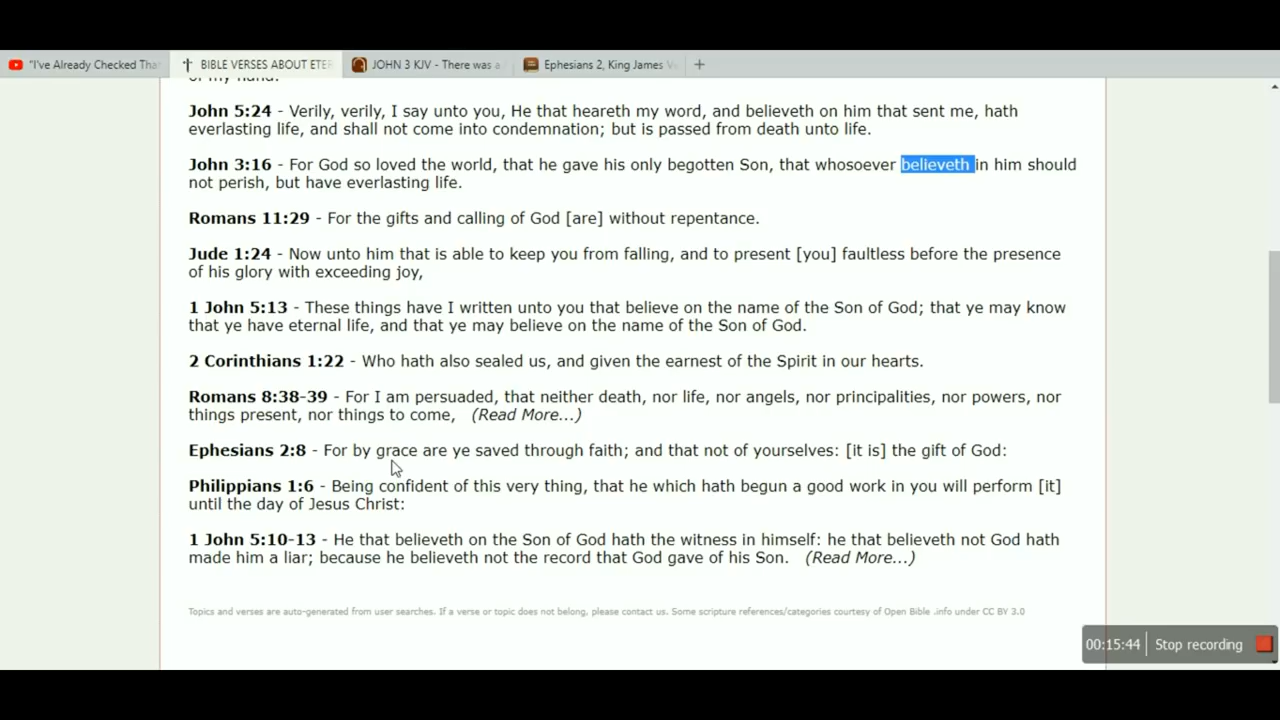 "I've Already Checked Tha
BIBLE VERSES ABOUT ETER
JOHN 3 KJV - There was a
Ephesians 2, King James V
of my hand.
John 5:24 - Verily, verily, I say unto you, He that heareth my word, and believeth on him that sent me, hath
everlasting life, and shall not come into condemnation; but is passed from death unto life.
John 3:16 - For God so loved the world, that he gave his only begotten Son, that whosoever believeth in him should
not perish, but have everlasting life.
Romans 11:29 - For the gifts and calling of God [are] without repentance.
Jude 1:24 - Now unto him that is able to keep you from falling, and to present [you] faultless before the presence
of his glory with exceeding joy,
1 John 5:13 - These things have I written unto you that believe on the name of the Son of God; that ye may know
that ye have eternal life, and that ye may believe on the name of the Son of God.
2 Corinthians 1:22 - Who hath also sealed us, and given the earnest of the Spirit in our hearts.
Romans 8:38-39 - For I am persuaded, that neither death, nor life, nor angels, nor principalities, nor powers, nor
things present, nor things to come, (Read More...)
Ephesians 2:8 - For by grace are ye saved through faith; and that not of yourselves: [it is] the gift of God:
Philippians 1:6 - Being confident of this very thing, that he which hath begun a good work in you will perform [it]
until the day of Jesus Christ:
1 John 5:10-13 - He that believeth on the Son of God hath the witness in himself: he that believeth not God hath
made him a liar; because he believeth not the record that God gave of his Son. (Read More...)
Topics and verses are auto-generated from user searches. If a verse or topic does not belong, please contact us. Some scripture references/categories courtesy of Open Bible .info under CC BY 3.0
00:15:44 Stop recording